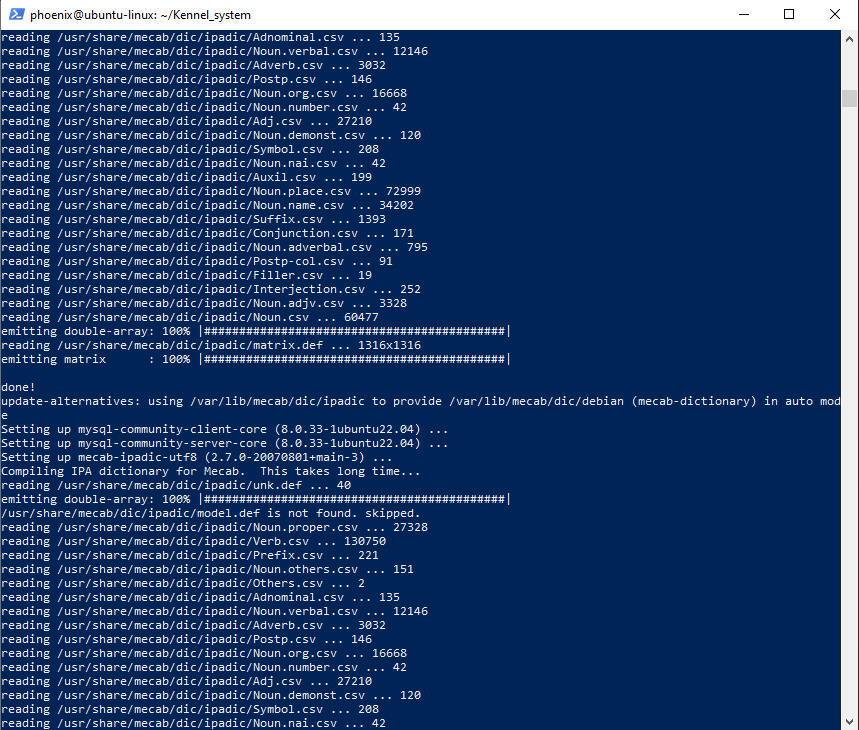 phoenix@ubuntu-linux: ~/Kennel_system
reading /usr/share/mecab/dic/ipadic/Adnominal.csv ... 135
reading /usr/share/mecab/dic/ipadic/Noun.verbal.csv ... 12146
reading /usr/share/mecab/dic/ipadic/Adverb.csv ... 3032
reading /usr/share/mecab/dic/ipadic/Postp.csv ... 146
reading /usr/share/mecab/dic/ipadic/Noun.org.csv ... 16668
reading /usr/share/mecab/dic/ipadic/Noun.number.csv ... 42
reading /usr/share/mecab/dic/ipadic/Adj.csv ... 27210
reading /usr/share/mecab/dic/ipadic/Noun.demonst.csv ... 120
reading /usr/share/mecab/dic/ipadic/Symbol.csv ... 208
reading /usr/share/mecab/dic/ipadic/Noun.nai.csv ... 42
reading /usr/share/mecab/dic/ipadic/Auxil.csv ... 199
reading /usr/share/mecab/dic/ipadic/Noun.place.csv ... 72999
reading /usr/share/mecab/dic/ipadic/Noun.name.csv ... 34202
reading /usr/share/mecab/dic/ipadic/Suffix.csv ... 1393
reading /usr/share/mecab/dic/ipadic/Conjunction.csv ... 171
reading /usr/share/mecab/dic/ipadic/Noun.adverbal.csv ... 795
reading /usr/share/mecab/dic/ipadic/Postp-col.csv ... 91
reading /usr/share/mecab/dic/ipadic/Filler.csv ... 19
reading /usr/share/mecab/dic/ipadic/Interjection.csv ... 252
reading /usr/share/mecab/dic/ipadic/Noun.adjv.csv ... 3328
reading /usr/share/mecab/dic/ipadic/Noun.csv ... 60477
emitting double-array: 100% |###########################################|
reading /usr/share/mecab/dic/ipadic/matrix.def ... 1316x1316
emitting matrix      : 100% |###########################################|
done!
update-alternatives: using /var/lib/mecab/dic/ipadic to provide /var/lib/mecab/dic/debian (mecab-dictionary) in auto mod
e
Setting up mysql-community-client-core (8.0.33-1ubuntu22.04) ...
Setting up mysql-community-server-core (8.0.33-1ubuntu22.04) ...
Setting up mecab-ipadic-utf8 (2.7.0-20070801+main-3) ...
Compiling IPA dictionary for Mecab.  This takes long time...
reading /usr/share/mecab/dic/ipadic/unk.def ... 40
emitting double-array: 100% |###########################################|
/usr/share/mecab/dic/ipadic/model.def is not found. skipped.
reading /usr/share/mecab/dic/ipadic/Noun.proper.csv ... 27328
reading /usr/share/mecab/dic/ipadic/Verb.csv ... 130750
reading /usr/share/mecab/dic/ipadic/Prefix.csv ... 221
reading /usr/share/mecab/dic/ipadic/Noun.others.csv ... 151
reading /usr/share/mecab/dic/ipadic/Others.csv ... 2
reading /usr/share/mecab/dic/ipadic/Adnominal.csv ... 135
reading /usr/share/mecab/dic/ipadic/Noun.verbal.csv ... 12146
reading /usr/share/mecab/dic/ipadic/Adverb.csv ... 3032
reading /usr/share/mecab/dic/ipadic/Postp.csv ... 146
reading /usr/share/mecab/dic/ipadic/Noun.org.csv ... 16668
reading /usr/share/mecab/dic/ipadic/Noun.number.csv ... 42
reading /usr/share/mecab/dic/ipadic/Adj.csv ... 27210
reading /usr/share/mecab/dic/ipadic/Noun.demonst.csv ... 120
reading /usr/share/mecab/dic/ipadic/Symbol.csv ... 208
reading /usr/share/mecab/dic/ipadic/Noun.nai.csv ... 42